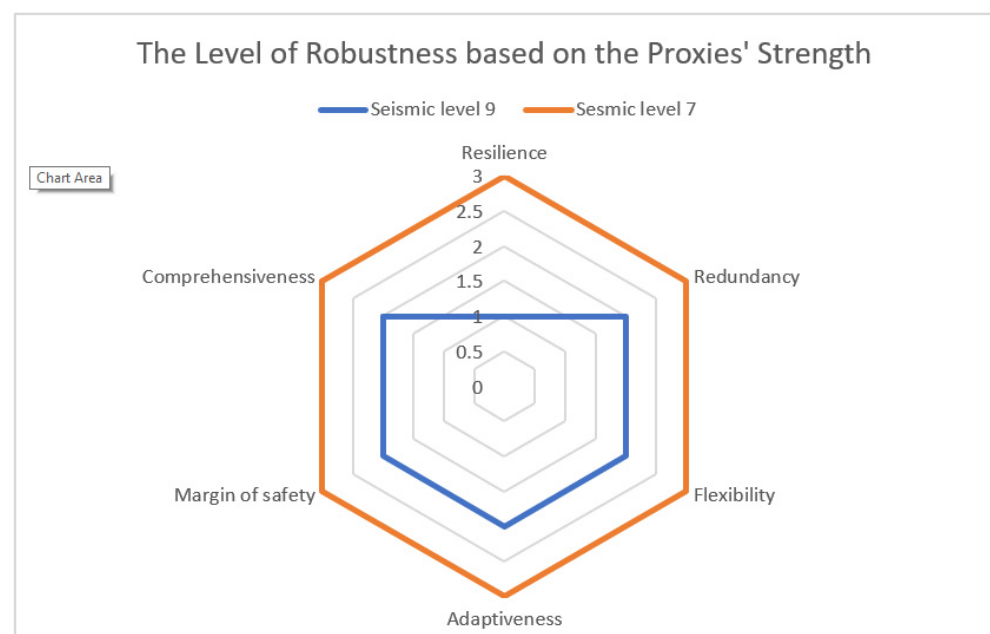 The Level of Robustness based on the Proxies' Strength
Seismic level 9 Sesmic level 7
Resilience
Chart Area
3
2.5
2
Comprehensiveness
Redundancy
1.5
1
0.5
0
Margin of safety
Flexibility
Adaptiveness